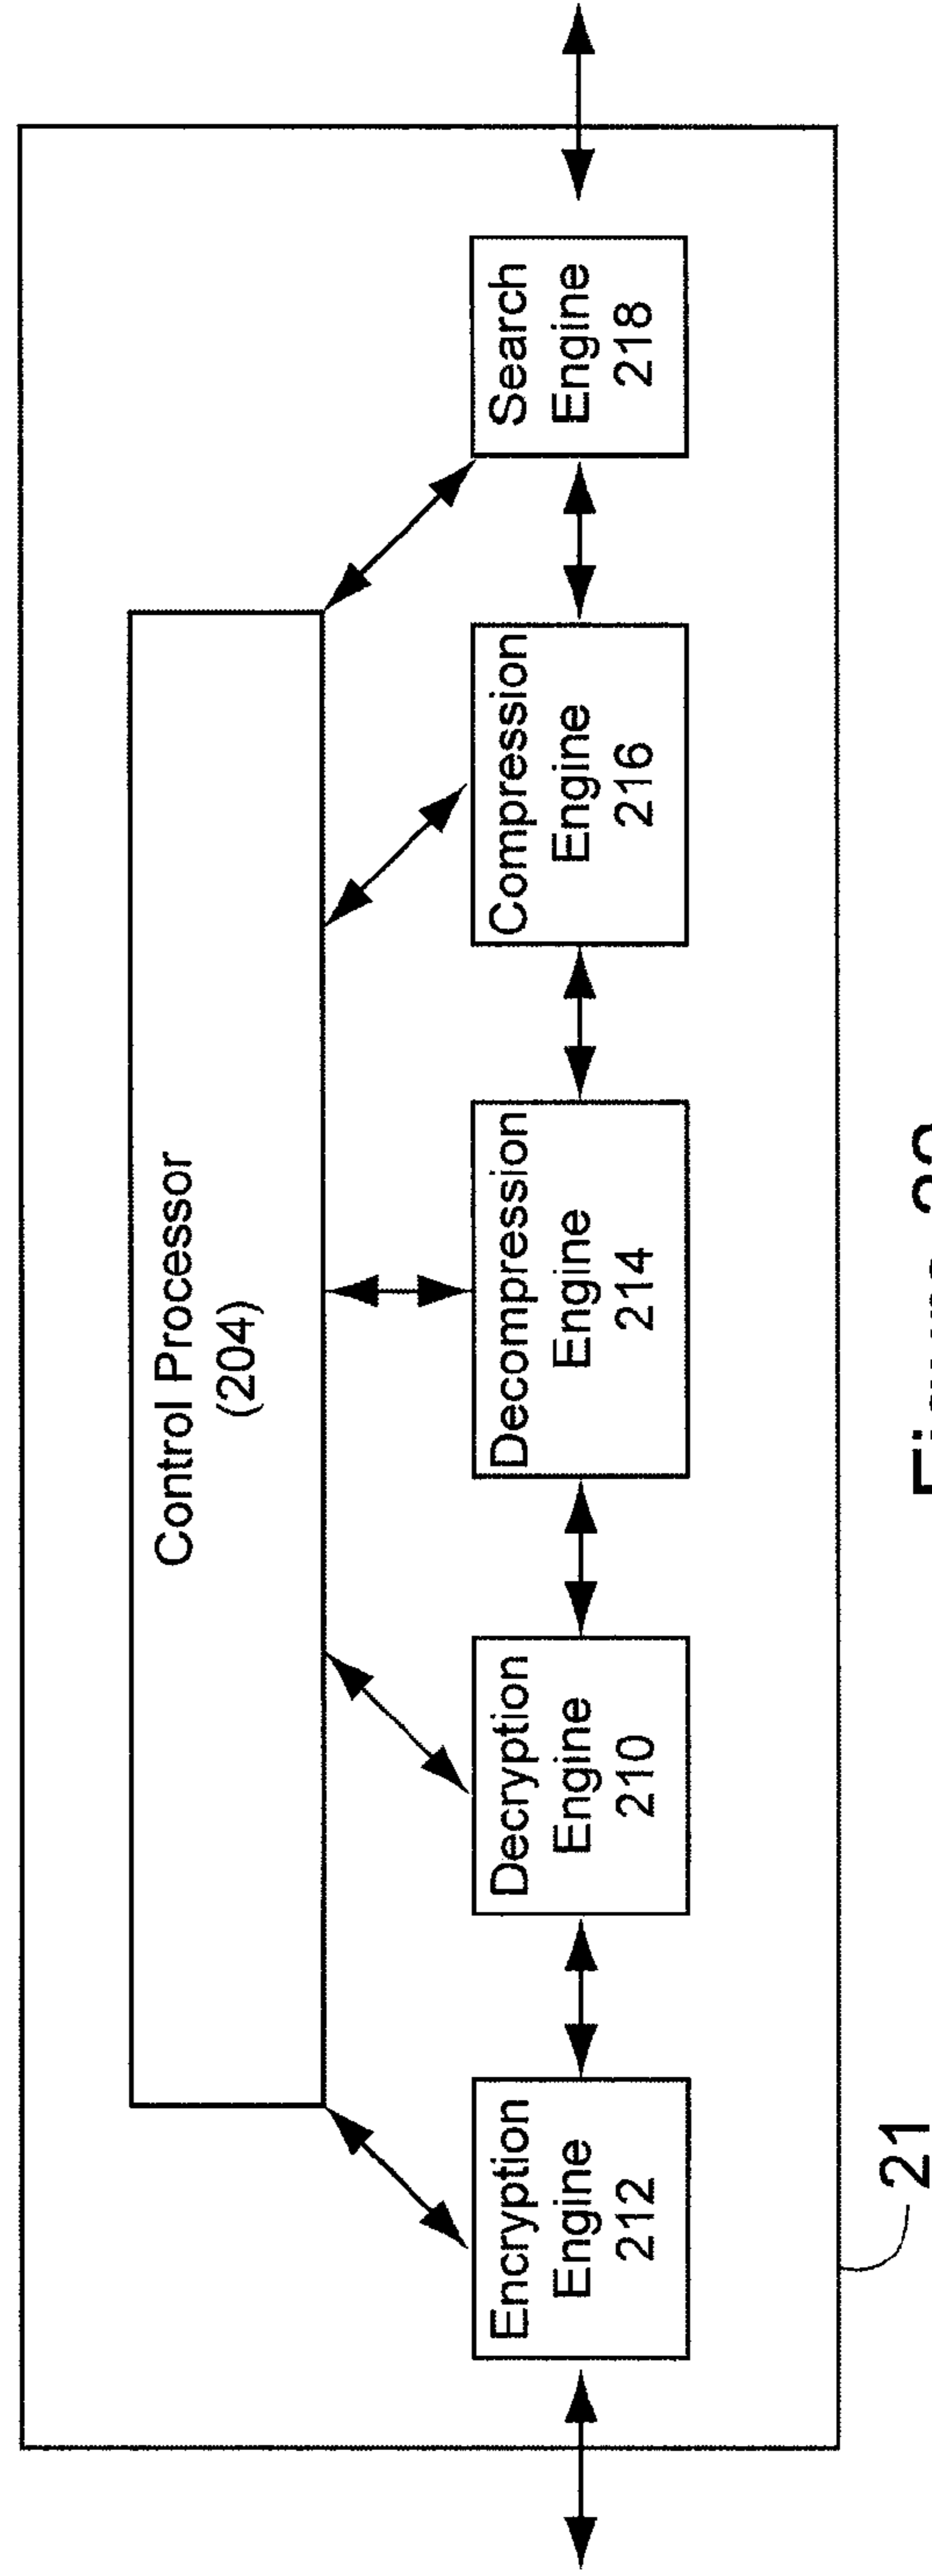 Control Processor
(204)
Encryption
Engine
212
Decryption
Engine
210
Decompression
Engine
214
Compression
Engine
216
Search
Engine
218
21
Figure